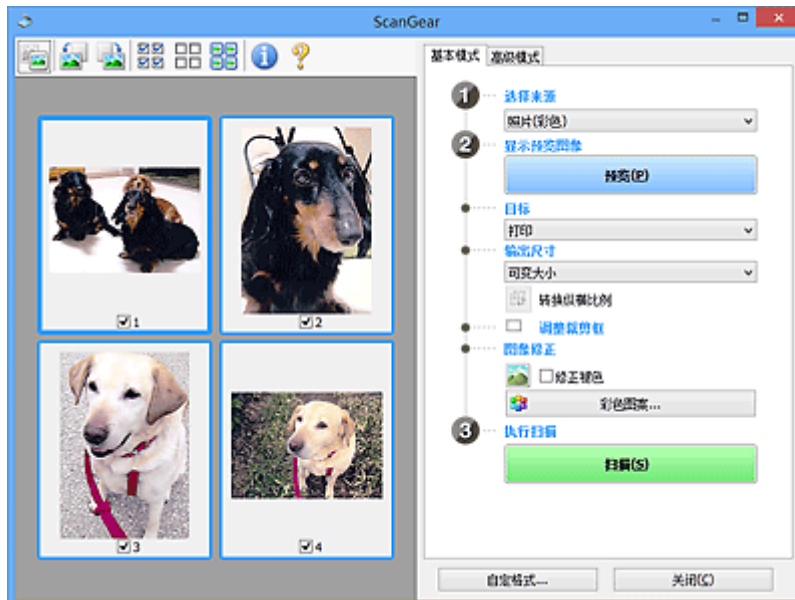 ScanGear
基本模式 高级模式
1 选择来源
照片(彩色)
2 显示预览图像
预览(P)
目标
打印
输出尺寸
可变大小
转换纵横比例
调整裁剪框
图像修正
修正褪色
彩色图案...
3 执行扫描
扫描(S)
1
2
3
4
自定格式... 关闭(C)